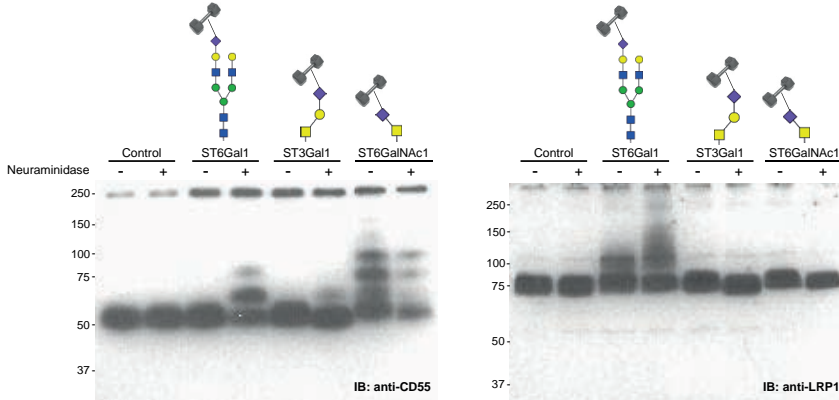 Control ST6Gal1 ST3Gal1 ST6GalNAc1
Neuraminidase - + - + - + - +
250-
150-
100-
75-
50-
37-
IB: anti-CD55
Control ST6Gal1 ST3Gal1 ST6GalNAc1
- + - + - + - +
250-
150-
100-
75-
50-
37-
IB: anti-LRP1